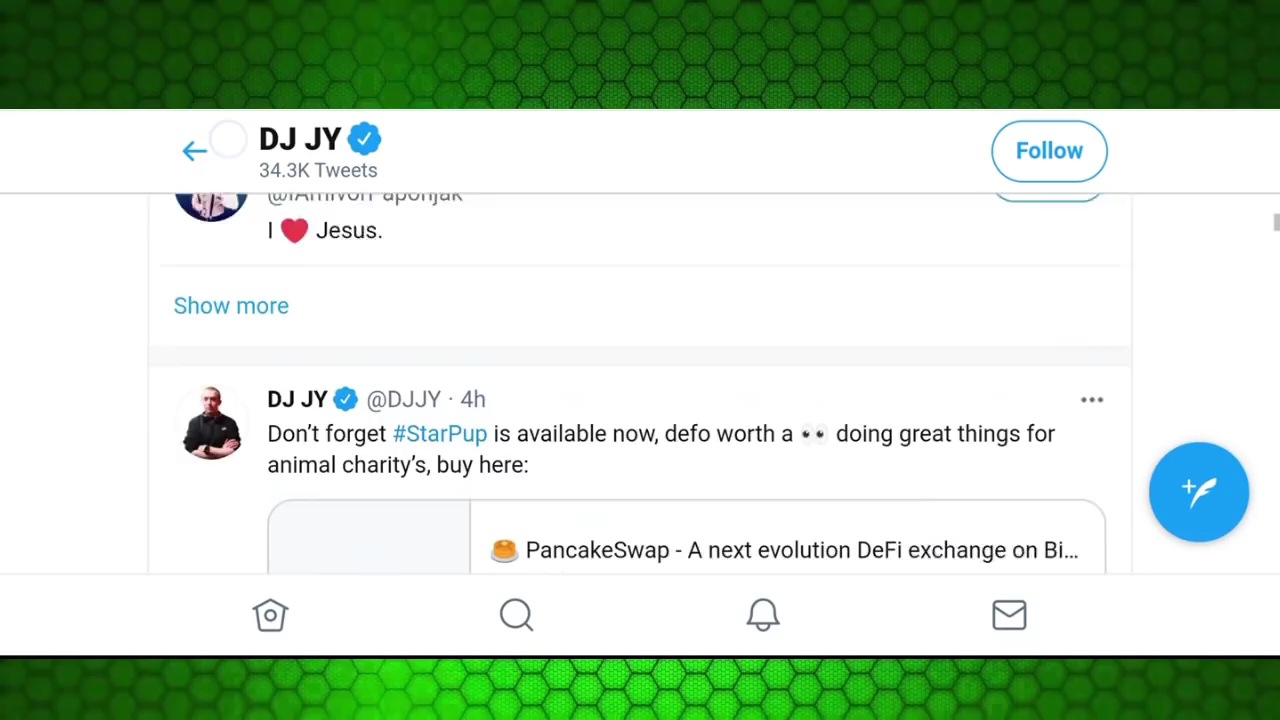 DJ JY
34.3K Tweets
Follow
I ❤️ Jesus.
Show more
DJ JY @DJJY · 4h
Don’t forget #StarPup is available now, defo worth a 👀 doing great things for
animal charity’s, buy here:
🥞 PancakeSwap - A next evolution DeFi exchange on Bi...